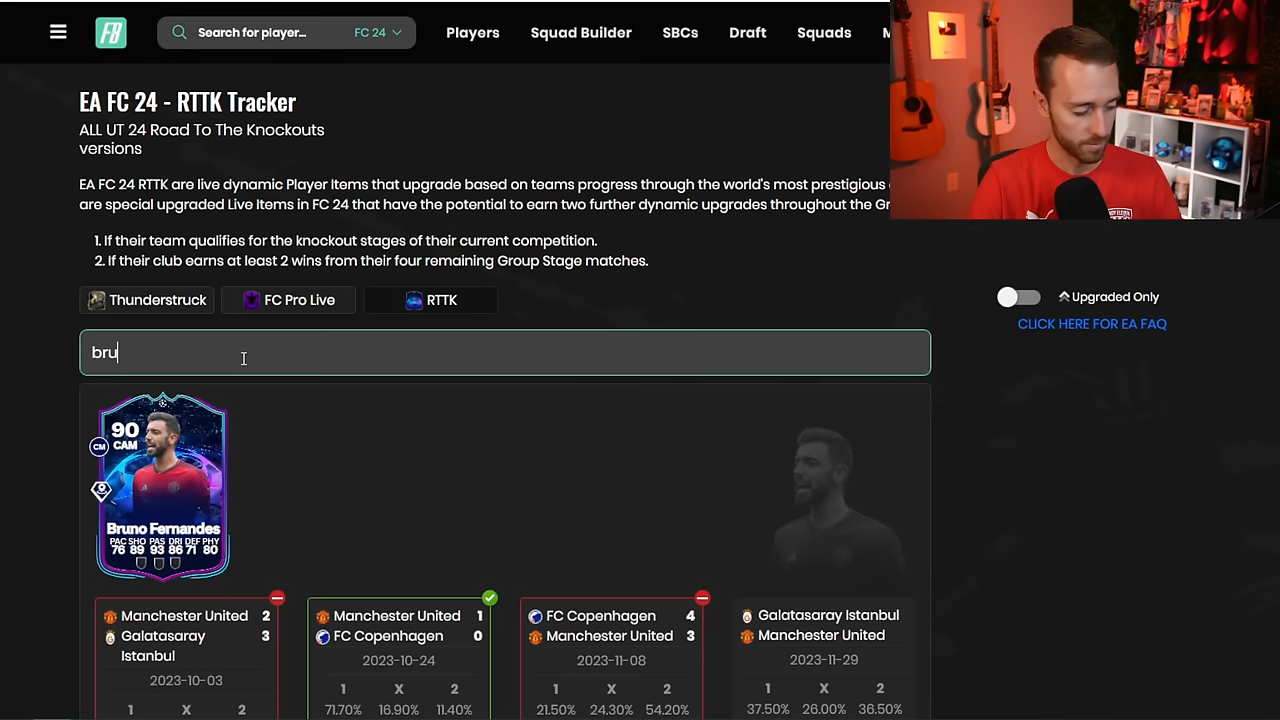 FB
Search for player...
FC 24
Players
Squad Builder
SBCs
Draft
Squads
EA FC 24 - RTTK Tracker
ALL UT 24 Road To The Knockouts
versions
EA FC 24 RTTK are live dynamic Player Items that upgrade based on teams progress through the world's most prestigious
are special upgraded Live Items in FC 24 that have the potential to earn two further dynamic upgrades throughout the
1. If their team qualifies for the knockout stages of their current competition.
2. If their club earns at least 2 wins from their four remaining Group Stage matches.
Thunderstruck
FC Pro Live
RTTK
Upgraded Only
CLICK HERE FOR EA FAQ
bru
90
CAM
CM
Bruno Fernandes
PAC SHO PAS DRI DEF PHY
76 89 93 86 71 80
Manchester United 2
Galatasaray Istanbul 3
2023-10-03
1 X 2
Manchester United 1
FC Copenhagen 0
2023-10-24
1 X 2
71.70% 16.90% 11.40%
FC Copenhagen 4
Manchester United 3
2023-11-08
1 X 2
21.50% 24.30% 54.20%
Galatasaray Istanbul
Manchester United
2023-11-29
1 X 2
37.50% 26.00% 36.50%